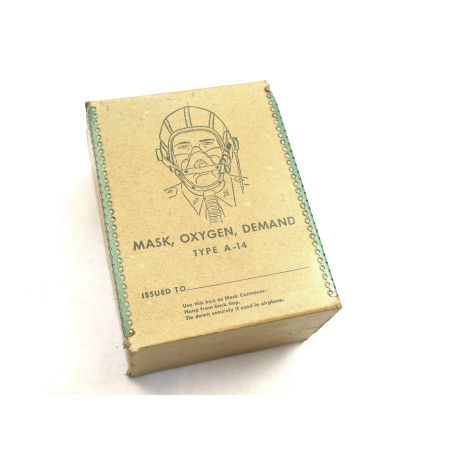 MASK, OXYGEN, DEMAND
TYPE A-14
ISSUED TO
Use this box as Mask Container.
Hang from back flap.
Tie down securely if used in airplane.